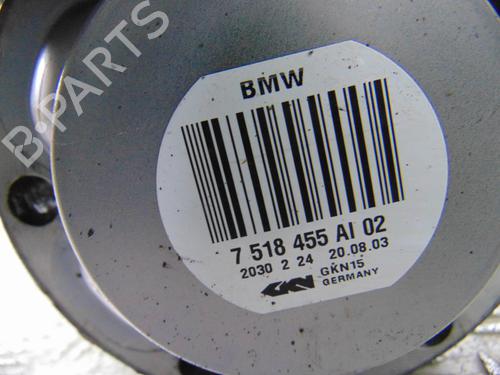 B-PARTS
BMW
7 518 455 AI 02
2030 2 24 20.08.03
GKN GKN15
GERMANY